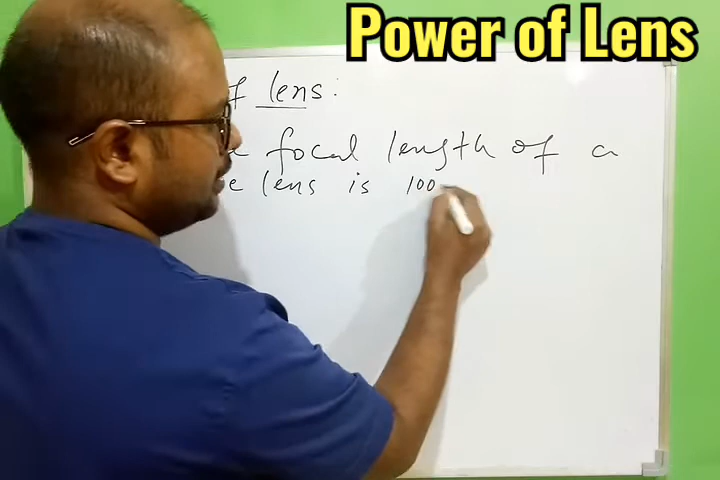 Power of Lens
lens:
focal length of a
lens is 100